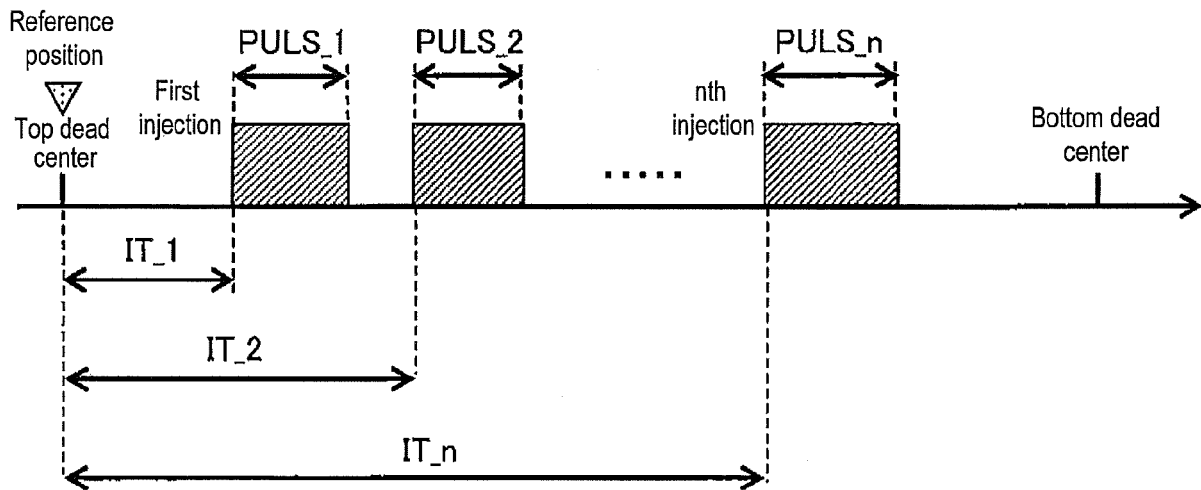 Reference
position
Top dead
center
First
injection
PULS_1
PULS_2
.....
nth
injection
PULS_n
Bottom dead
center
IT_1
IT_2
IT_n